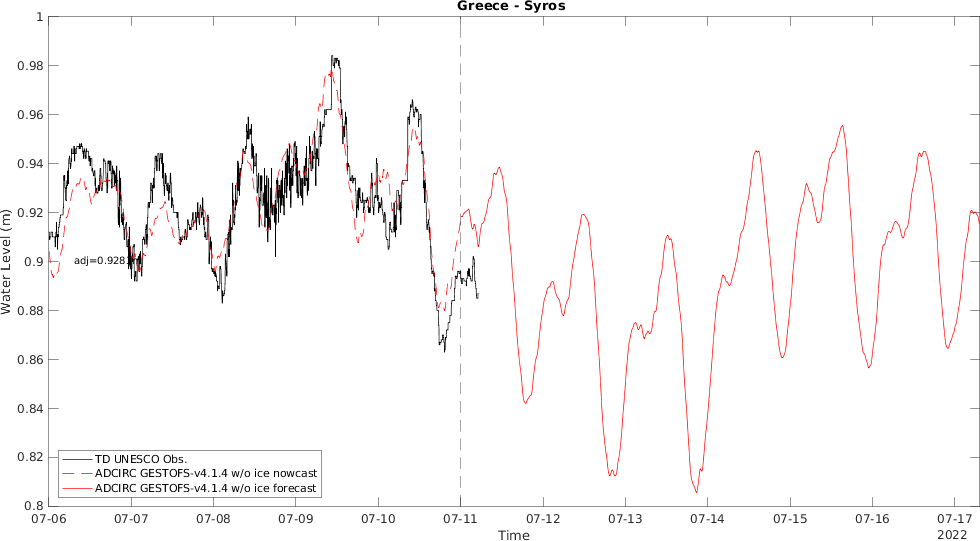 Greece - Syros
Water Level (m)
1
0.98
0.96
0.94
0.92
0.9
0.88
0.86
0.84
0.82
0.8
TD UNESCO Obs.
ADCIRC GESTOFS-v4.1.4 w/o ice nowcast
ADCIRC GESTOFS-v4.1.4 w/o ice forecast
07-06 07-07 07-08 07-09 07-10 07-11 07-12 07-13 07-14 07-15 07-16 07-17
Time
2022